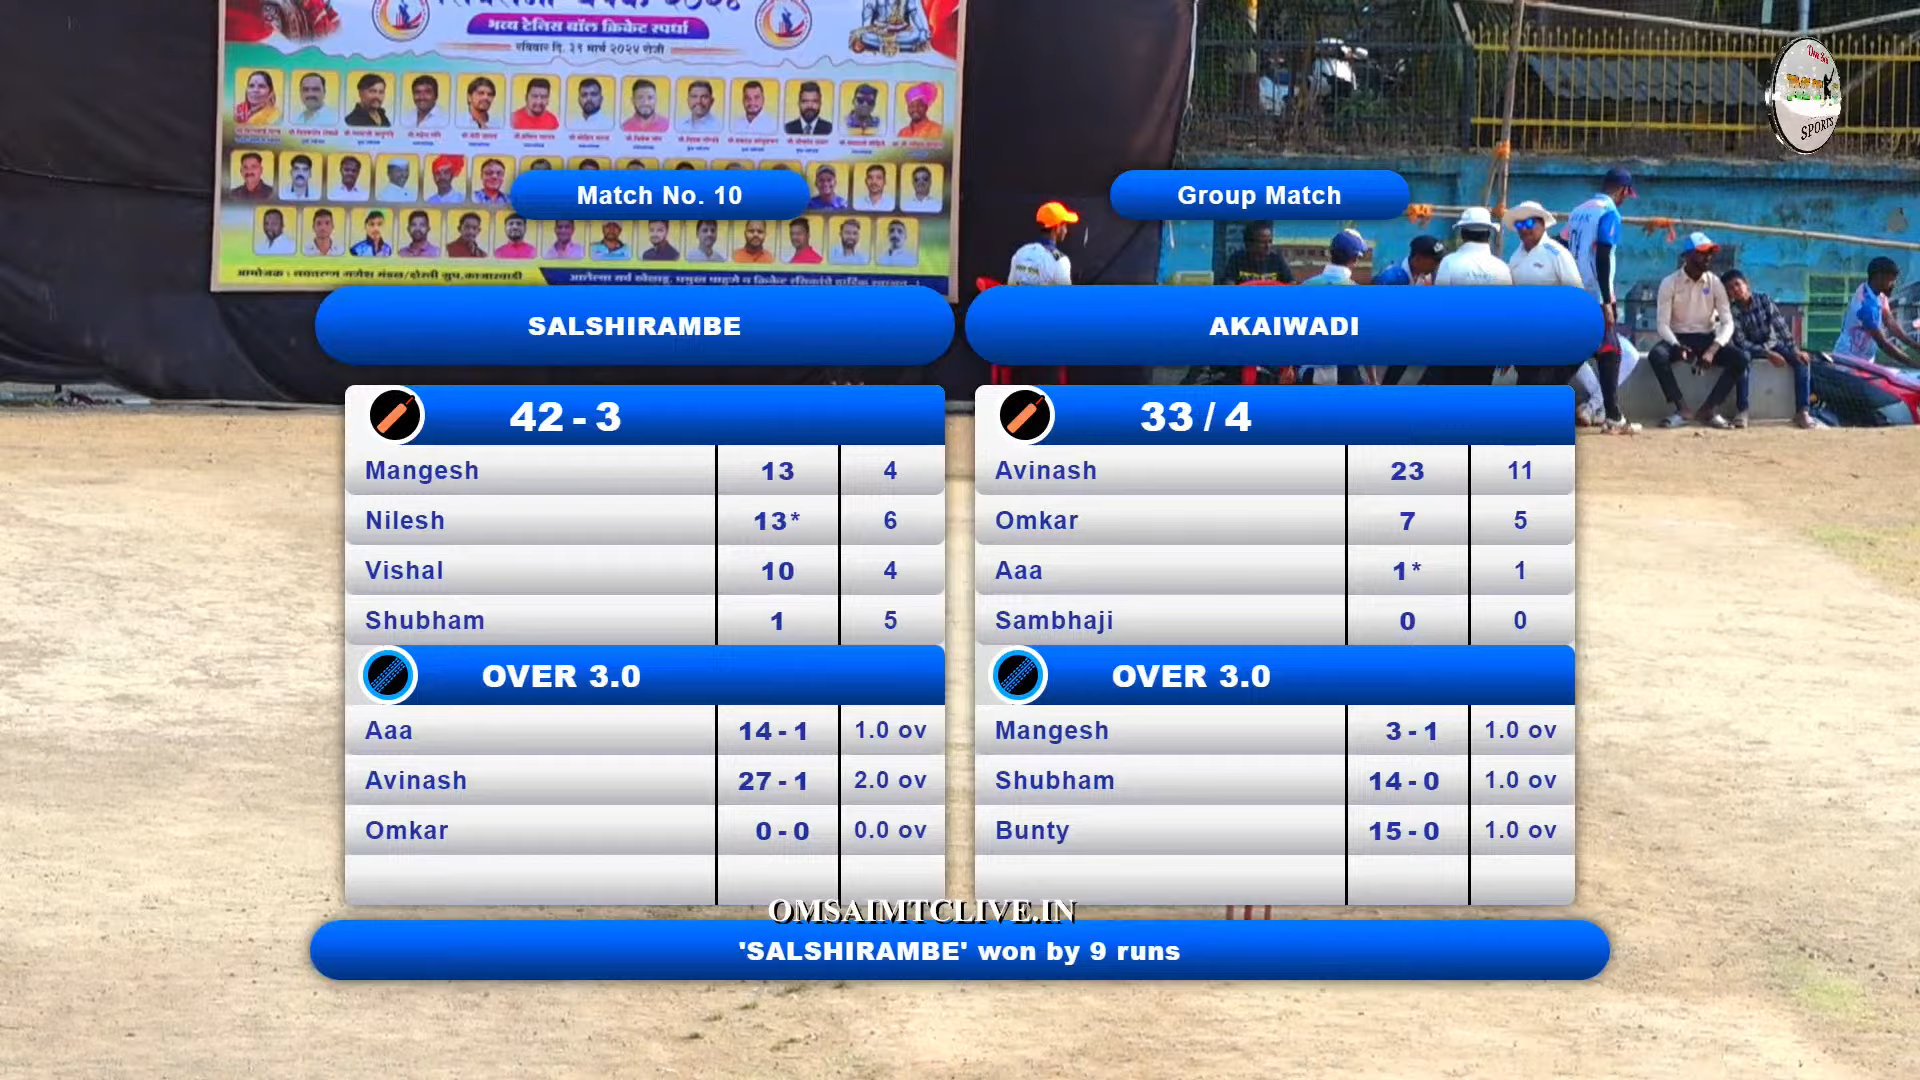 भव्य टेनिस बॉल क्रिकेट स्पर्धा
रविवार दि. ३१ मार्च २०२४ रोजी
SPORTS
Match No. 10
Group Match
SALSHIRAMBE
AKAIWADI
42 - 3
33 / 4
Mangesh 13 4
Avinash 23 11
Nilesh 13* 6
Omkar 7 5
Vishal 10 4
Aaa 1* 1
Shubham 1 5
Sambhaji 0 0
OVER 3.0
OVER 3.0
Aaa 14 - 1 1.0 ov
Mangesh 3 - 1 1.0 ov
Avinash 27 - 1 2.0 ov
Shubham 14 - 0 1.0 ov
Omkar 0 - 0 0.0 ov
Bunty 15 - 0 1.0 ov
OMSAIMTCLIVE.IN
'SALSHIRAMBE' won by 9 runs